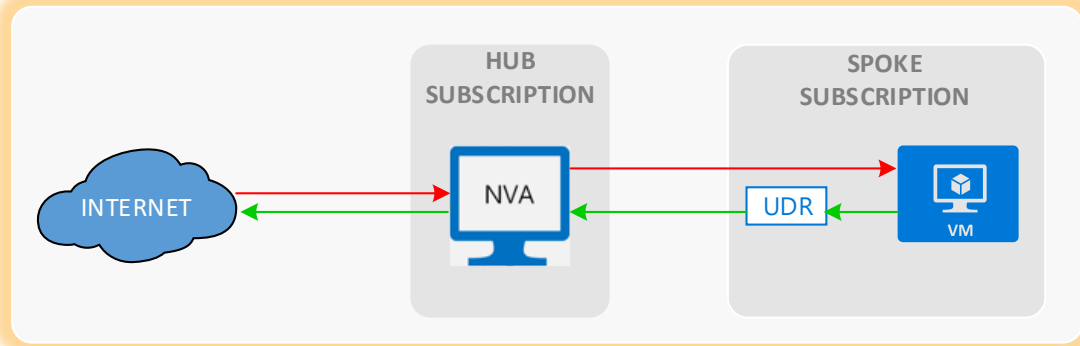 HUB
SUBSCRIPTION
SPOKE
SUBSCRIPTION
INTERNET
NVA
UDR
VM